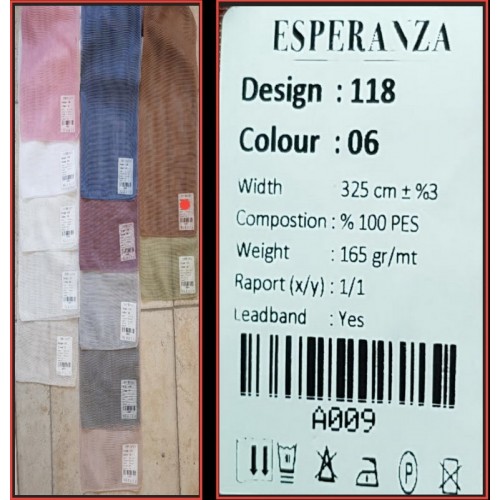 ESPERANZA
Design : 118
Colour : 06
Width 325 cm ± %3
Compostion : % 100 PES
Weight : 165 gr/mt
Raport (x/y) : 1/1
Leadband : Yes
A009
P